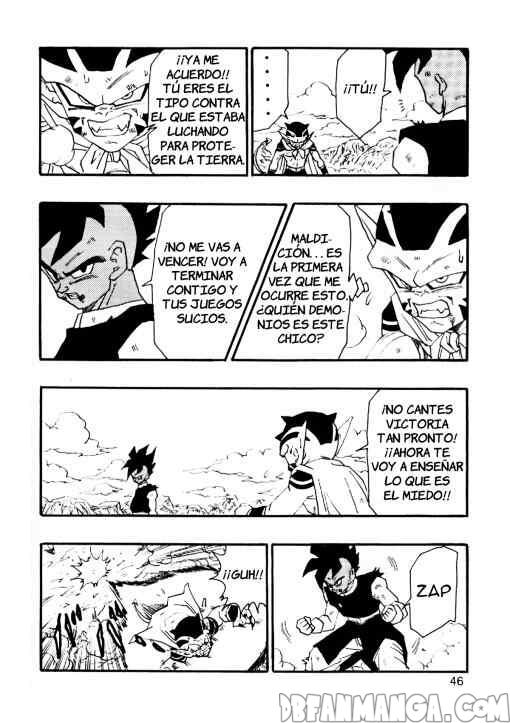 ¡¡TÚ!!
. . . . . .
. . . .
¡¡YA ME
ACUERDO!!
TÚ ERES EL
TIPO CONTRA
EL QUE ESTABA
LUCHANDO
PARA PROTE-
GER LA TIERRA.
MALDI-
CIÓN. . . ES
LA PRIMERA
VEZ QUE ME
OCURRE ESTO.
¿QUIÉN DEMO-
NIOS ES ESTE
CHICO?
¡NO ME VAS A
VENCER! VOY A
TERMINAR
CONTIGO Y
TUS JUEGOS
SUCIOS.
¡NO CANTES
VICTORIA
TAN PRONTO!
¡¡AHORA TE
VOY A ENSEÑAR
LO QUE ES
EL MIEDO!!
ZAP
¡¡GUH!!
46
DBFANMANGA.COM